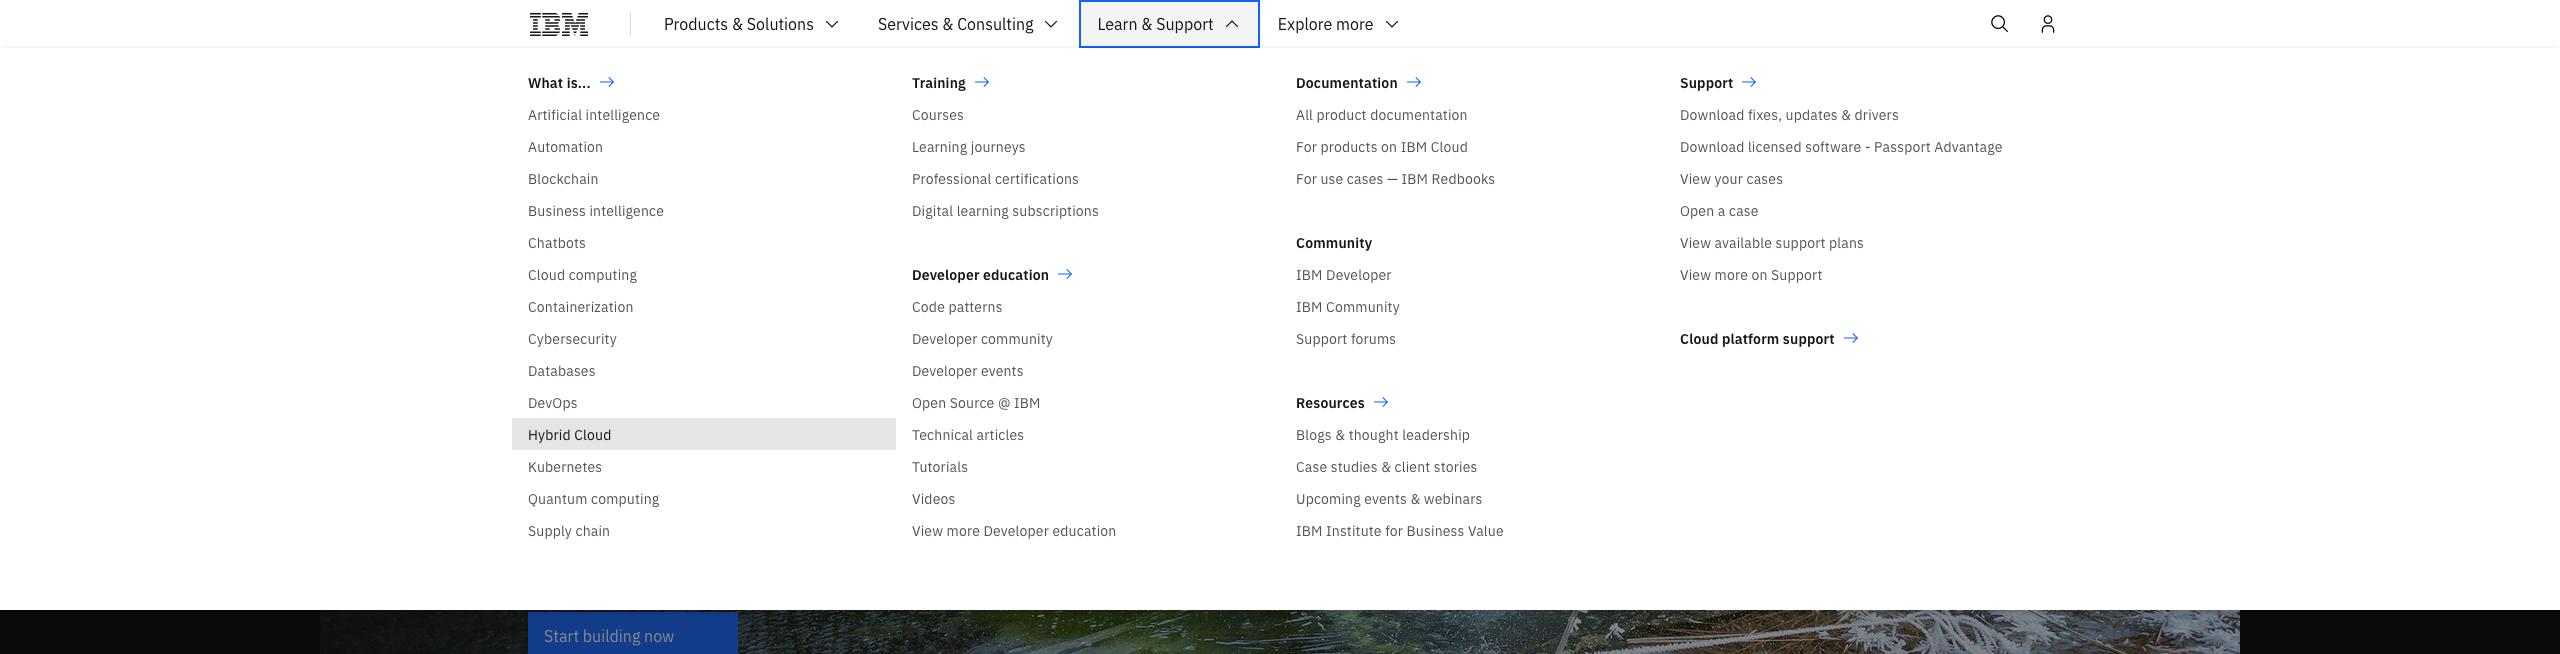 IBM
Products & Solutions
Services & Consulting
Learn & Support
Explore more
What is...
Artificial intelligence
Automation
Blockchain
Business intelligence
Chatbots
Cloud computing
Containerization
Cybersecurity
Databases
DevOps
Hybrid Cloud
Kubernetes
Quantum computing
Supply chain
Training
Courses
Learning journeys
Professional certifications
Digital learning subscriptions
Developer education
Code patterns
Developer community
Developer events
Open Source @ IBM
Technical articles
Tutorials
Videos
View more Developer education
Documentation
All product documentation
For products on IBM Cloud
For use cases — IBM Redbooks
Community
IBM Developer
IBM Community
Support forums
Resources
Blogs & thought leadership
Case studies & client stories
Upcoming events & webinars
IBM Institute for Business Value
Support
Download fixes, updates & drivers
Download licensed software - Passport Advantage
View your cases
Open a case
View available support plans
View more on Support
Cloud platform support
Start building now